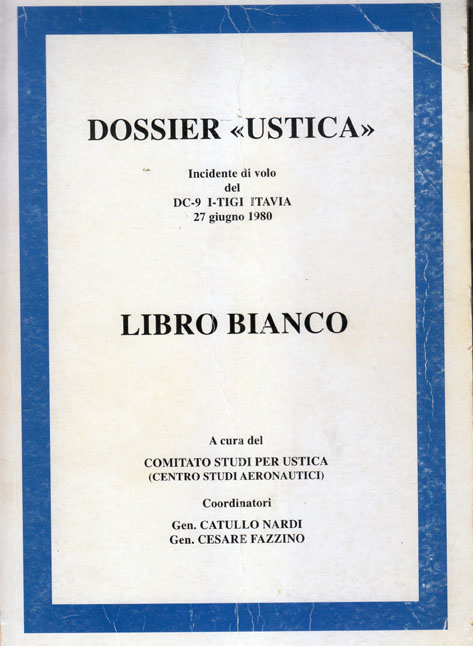 DOSSIER «USTICA»
Incidente di volo
del
DC-9 I-TIGI ITAVIA
27 giugno 1980
LIBRO BIANCO
A cura del
COMITATO STUDI PER USTICA
(CENTRO STUDI AERONAUTICI)
Coordinatori
Gen. CATULLO NARDI
Gen. CESARE FAZZINO